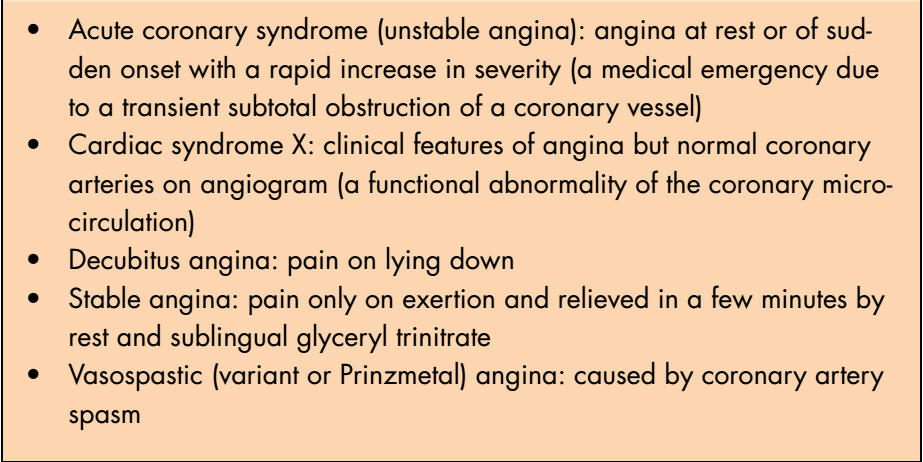 • Acute coronary syndrome (unstable angina): angina at rest or of sud-
den onset with a rapid increase in severity (a medical emergency due
to a transient subtotal obstruction of a coronary vessel)
• Cardiac syndrome X: clinical features of angina but normal coronary
arteries on angiogram (a functional abnormality of the coronary micro-
circulation)
• Decubitus angina: pain on lying down
• Stable angina: pain only on exertion and relieved in a few minutes by
rest and sublingual glyceryl trinitrate
• Vasospastic (variant or Prinzmetal) angina: caused by coronary artery
spasm